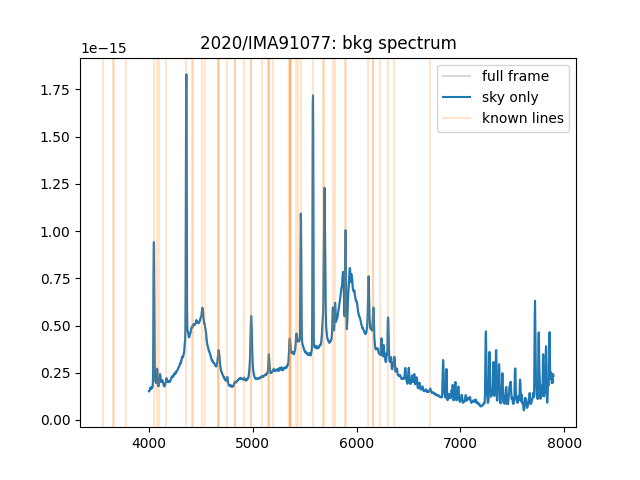 2020/IMA91077: bkg spectrum
1e−15
full frame
sky only
known lines
1.75
1.50
1.25
1.00
0.75
0.50
0.25
0.00
4000 5000 6000 7000 8000